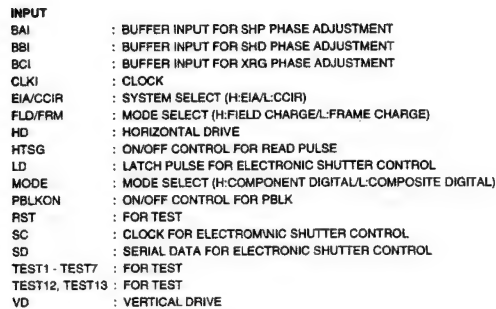 INPUT
BAI : BUFFER INPUT FOR SHP PHASE ADJUSTMENT
BBI : BUFFER INPUT FOR SHD PHASE ADJUSTMENT
BCI : BUFFER INPUT FOR XRG PHASE ADJUSTMENT
CLKI : CLOCK
EIA/CCIR : SYSTEM SELECT (H:EIA/L:CCIR)
FLD/FRM : MODE SELECT (H:FIELD CHARGE/L:FRAME CHARGE)
HD : HORIZONTAL DRIVE
HTSG : ON/OFF CONTROL FOR READ PULSE
LD : LATCH PULSE FOR ELECTRONIC SHUTTER CONTROL
MODE : MODE SELECT (H:COMPONENT DIGITAL/L:COMPOSITE DIGITAL)
PBLKON : ON/OFF CONTROL FOR PBLK
RST : FOR TEST
SC : CLOCK FOR ELECTROM\NIC SHUTTER CONTROL
SD : SERIAL DATA FOR ELECTRONIC SHUTTER CONTROL
TEST1 - TEST7 : FOR TEST
TEST12, TEST13 : FOR TEST
VD : VERTICAL DRIVE